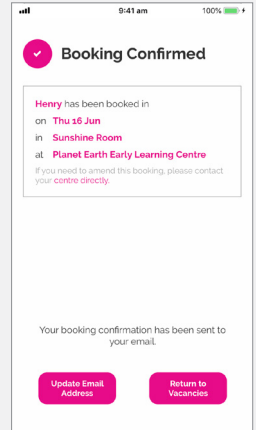 9:41 am
100%
Booking Confirmed
Henry has been booked in
on Thu 16 Jun
in Sunshine Room
at Planet Earth Early Learning Centre
If you need to amend this booking, please contact
your centre directly.
Your booking confirmation has been sent to
your email.
Update Email
Address
Return to
Vacancies